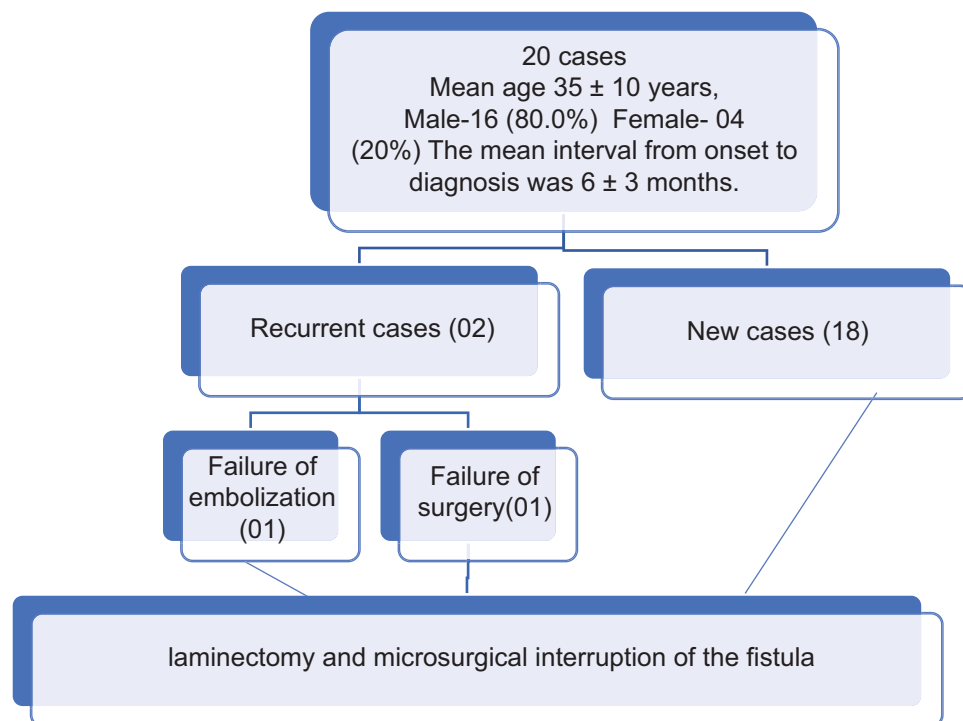 20 cases
Mean age 35 ± 10 years,
Male-16 (80.0%) Female- 04
(20%) The mean interval from onset to
diagnosis was 6 ± 3 months.
Recurrent cases (02)
New cases (18)
Failure of
embolization
(01)
Failure of
surgery(01)
laminectomy and microsurgical interruption of the fistula